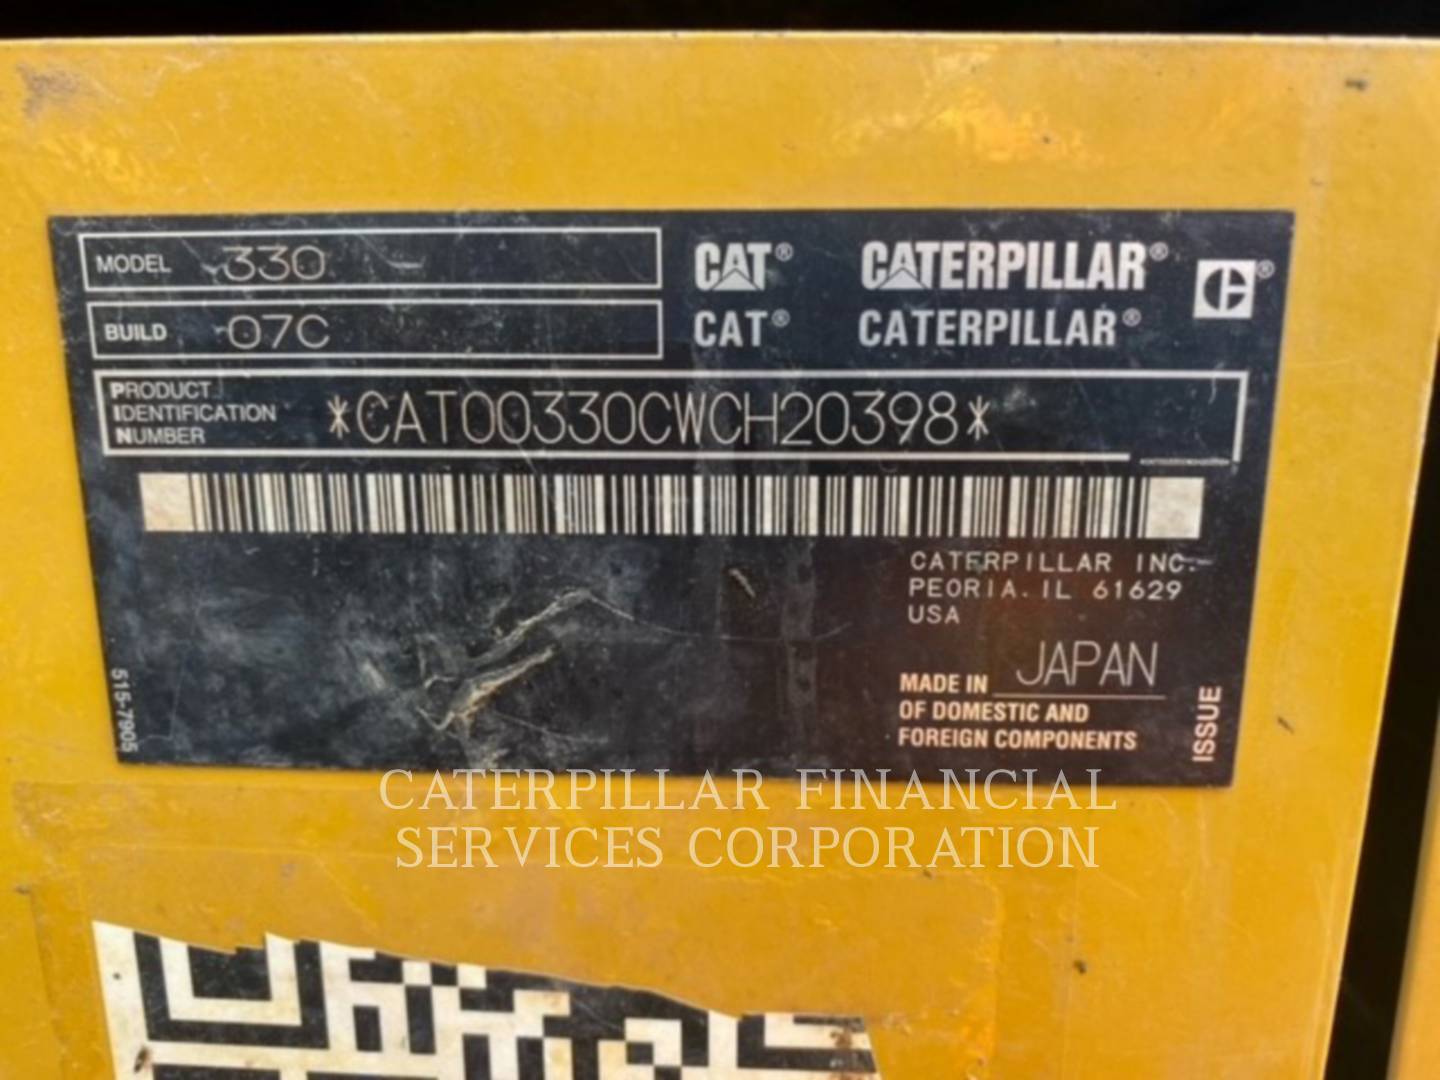 MODEL 330
CAT® CATERPILLAR®
BUILD 07C
CAT® CATERPILLAR®
PRODUCT
IDENTIFICATION
NUMBER
*CAT00330CWCH20398*
CATERPILLAR INC.
PEORIA. IL 61629
USA
MADE IN JAPAN
OF DOMESTIC AND
FOREIGN COMPONENTS
ISSUE
515-7905
CATERPILLAR FINANCIAL
SERVICES CORPORATION